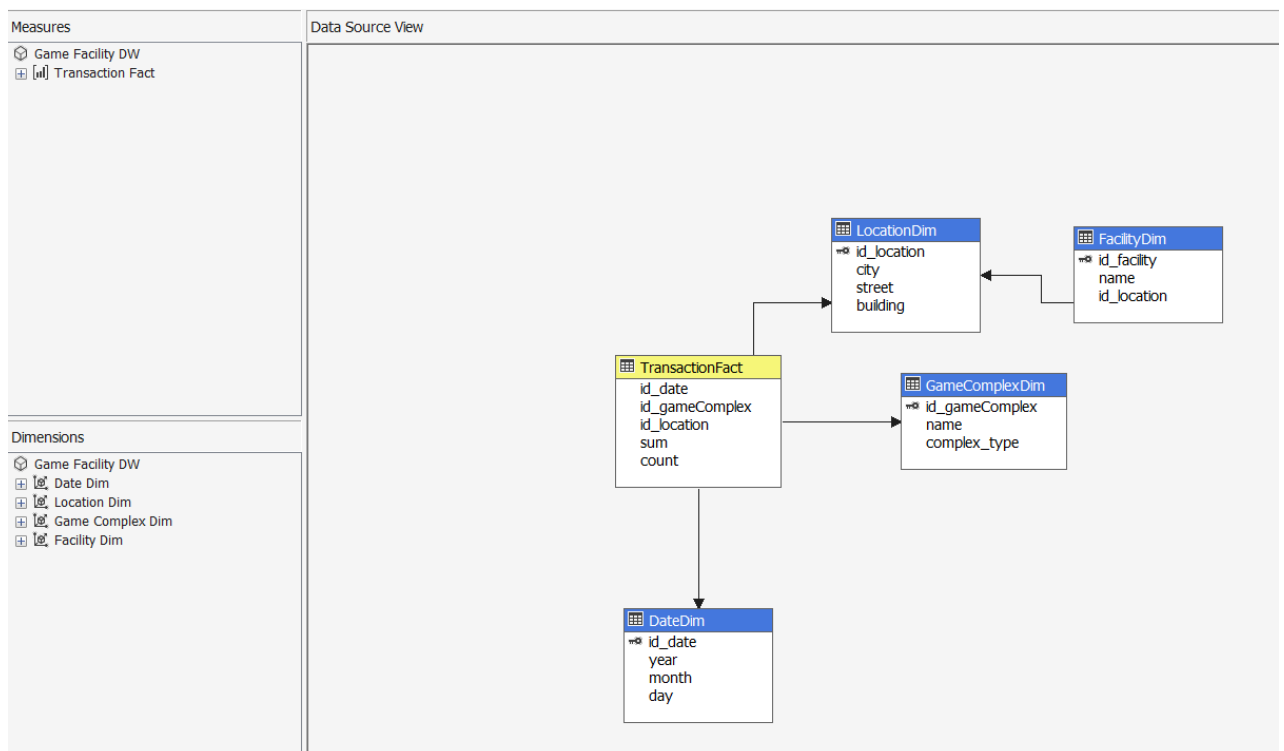 Measures
Game Facility DW
Transaction Fact
Dimensions
Game Facility DW
Date Dim
Location Dim
Game Complex Dim
Facility Dim
Data Source View
LocationDim
id_location
city
street
building
FacilityDim
id_facility
name
id_location
TransactionFact
id_date
id_gameComplex
id_location
sum
count
GameComplexDim
id_gameComplex
name
complex_type
DateDim
id_date
year
month
day